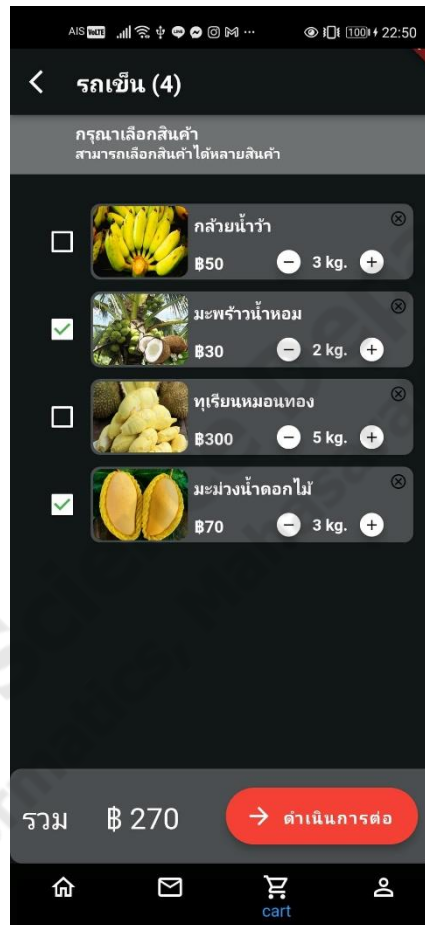 AIS VoLTE 100 22:50
รถเข็น (4)
กรุณาเลือกสินค้า
สามารถเลือกสินค้าได้หลายสินค้า
กล้วยน้ำว้า
฿50 3 kg.
มะพร้าวน้ำหอม
฿30 2 kg.
ทุเรียนหมอนทอง
฿300 5 kg.
มะม่วงน้ำดอกไม้
฿70 3 kg.
รวม ฿ 270 ดำเนินการต่อ
cart